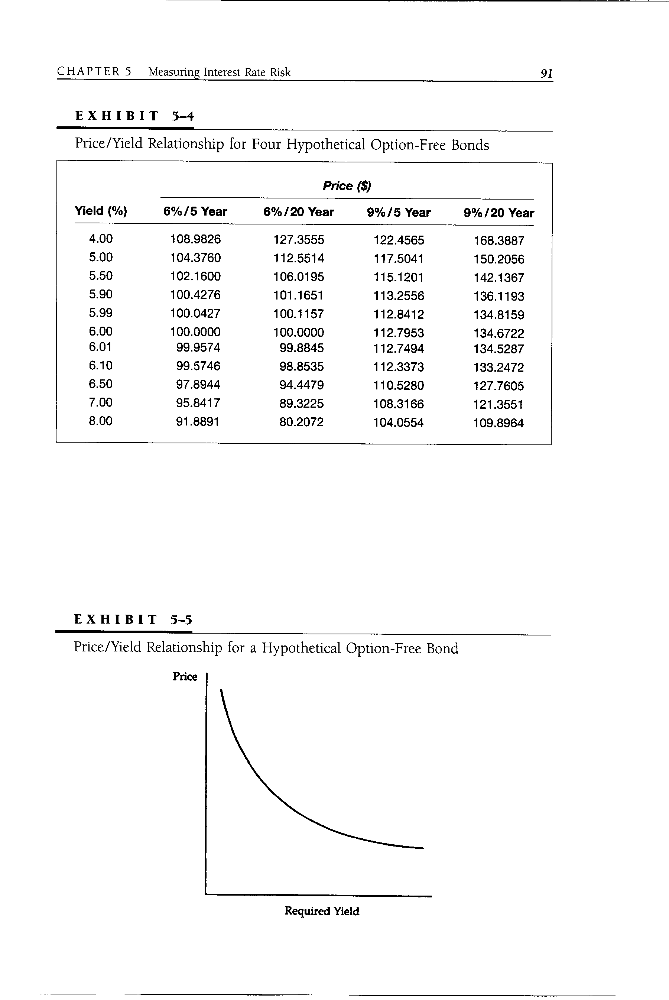 CHAPTER 5 Measuring Interest Rate Risk 91
EXHIBIT 5–4
Price/Yield Relationship for Four Hypothetical Option-Free Bonds
Price ($)
Yield (%) 6%/5 Year 6%/20 Year 9%/5 Year 9%/20 Year
4.00 108.9826 127.3555 122.4565 168.3887
5.00 104.3760 112.5514 117.5041 150.2056
5.50 102.1600 106.0195 115.1201 142.1367
5.90 100.4276 101.1651 113.2556 136.1193
5.99 100.0427 100.1157 112.8412 134.8159
6.00 100.0000 100.0000 112.7953 134.6722
6.01 99.9574 99.8845 112.7494 134.5287
6.10 99.5746 98.8535 112.3373 133.2472
6.50 97.8944 94.4479 110.5280 127.7605
7.00 95.8417 89.3225 108.3166 121.3551
8.00 91.8891 80.2072 104.0554 109.8964
EXHIBIT 5–5
Price/Yield Relationship for a Hypothetical Option-Free Bond
Price
Required Yield